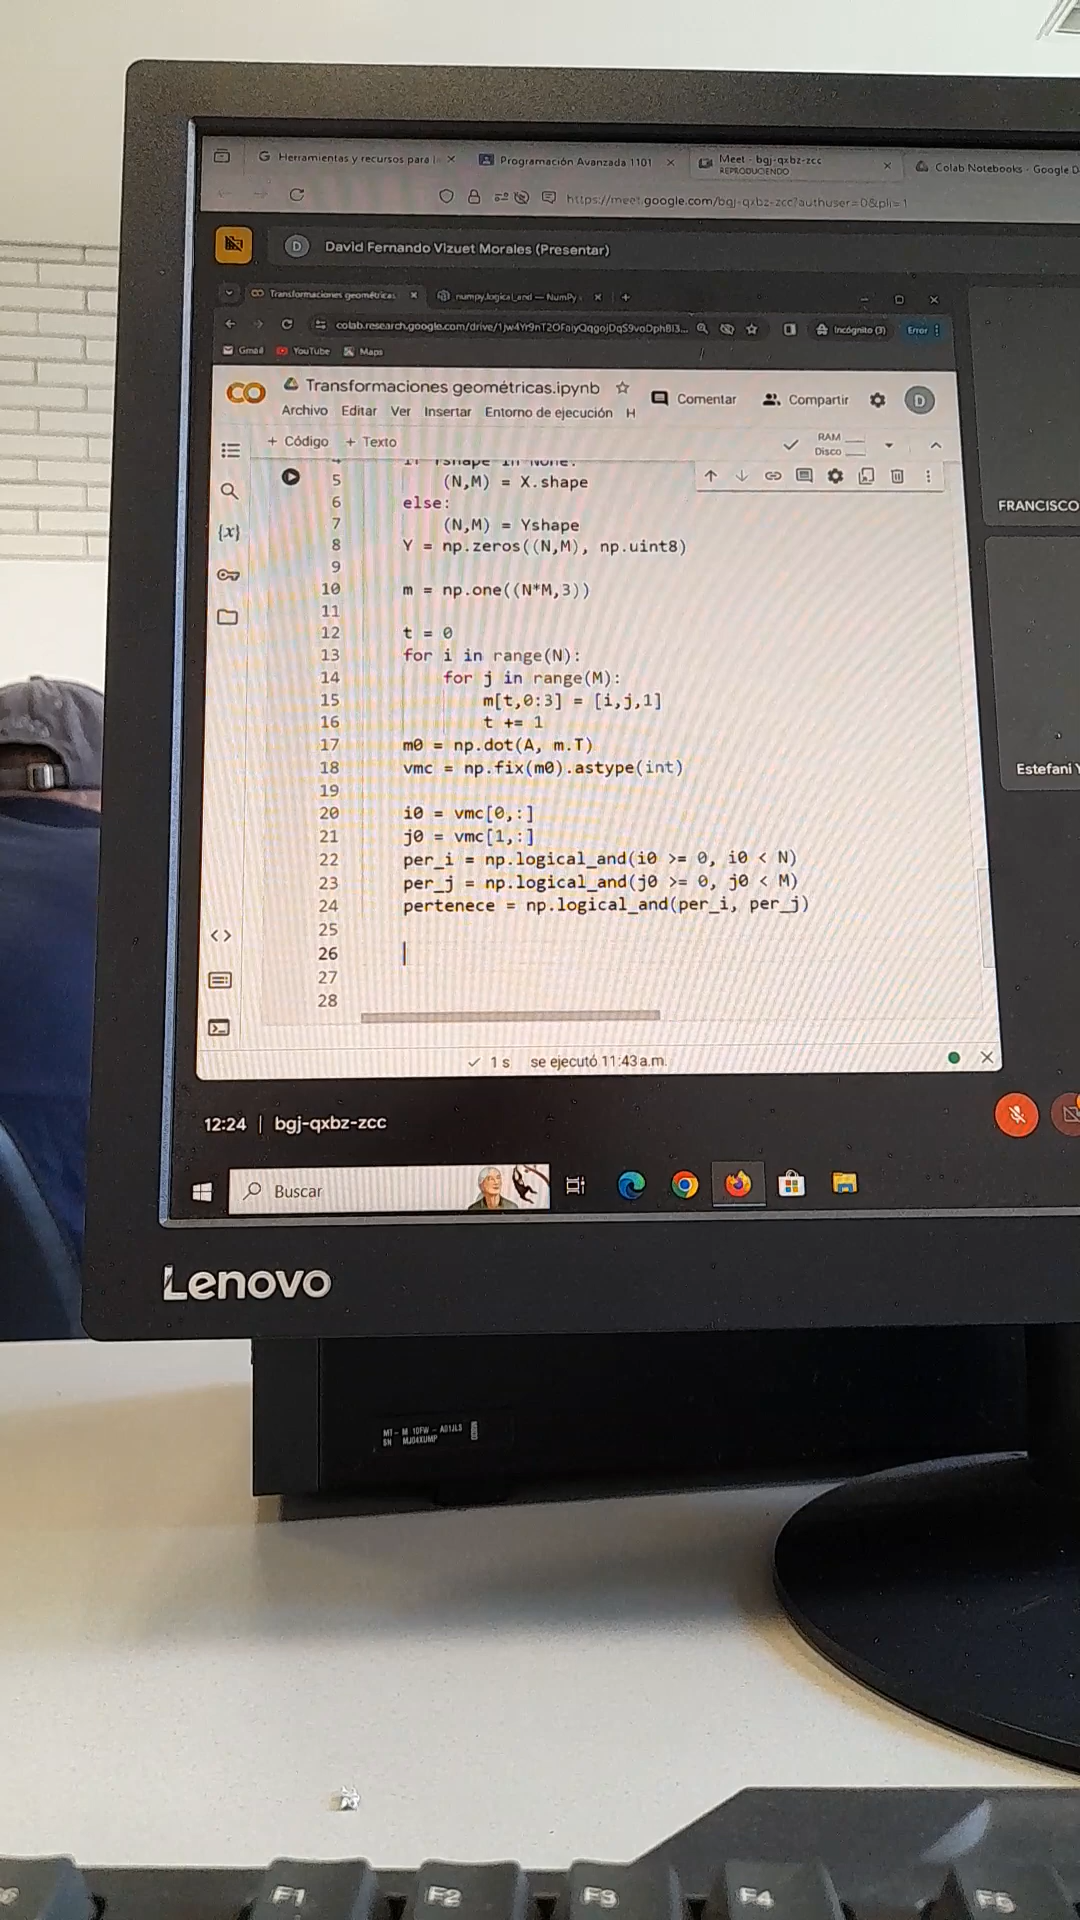 Herramientas y recursos para l
Programación Avanzada 1101
Meet - bgj-qxbz-zcc
REPRODUCIENDO
Colab Notebooks - Google D
https://meet.google.com/bgj-qxbz-zcc?authuser=0&pli=1
D
David Fernando Vizuet Morales (Presentar)
Transformaciones geométricas
numpy.logical_and — NumPy
Incógnito (3)
Error
Gmail
YouTube
Maps
CO
Transformaciones geométricas.ipynb
Comentar
Compartir
D
Archivo Editar Ver Insertar Entorno de ejecución H
+ Código + Texto
RAM
Disco
FRANCISCO
5 (N,M) = X.shape
6 else:
7 (N,M) = Yshape
8 Y = np.zeros((N,M), np.uint8)
9
10 m = np.one((N*M,3))
11
12 t = 0
13 for i in range(N):
14 for j in range(M):
15 m[t,0:3] = [i,j,1]
16 t += 1
17 m0 = np.dot(A, m.T)
18 vmc = np.fix(m0).astype(int)
19
20 i0 = vmc[0,:]
21 j0 = vmc[1,:]
22 per_i = np.logical_and(i0 >= 0, i0 < N)
23 per_j = np.logical_and(j0 >= 0, j0 < M)
24 pertenece = np.logical_and(per_i, per_j)
25
26
27
28
{x}
Estefani Y
1 s se ejecutó 11:43 a.m.
12:24 | bgj-qxbz-zcc
Buscar
Lenovo
F1
F2
F3
F4
F5